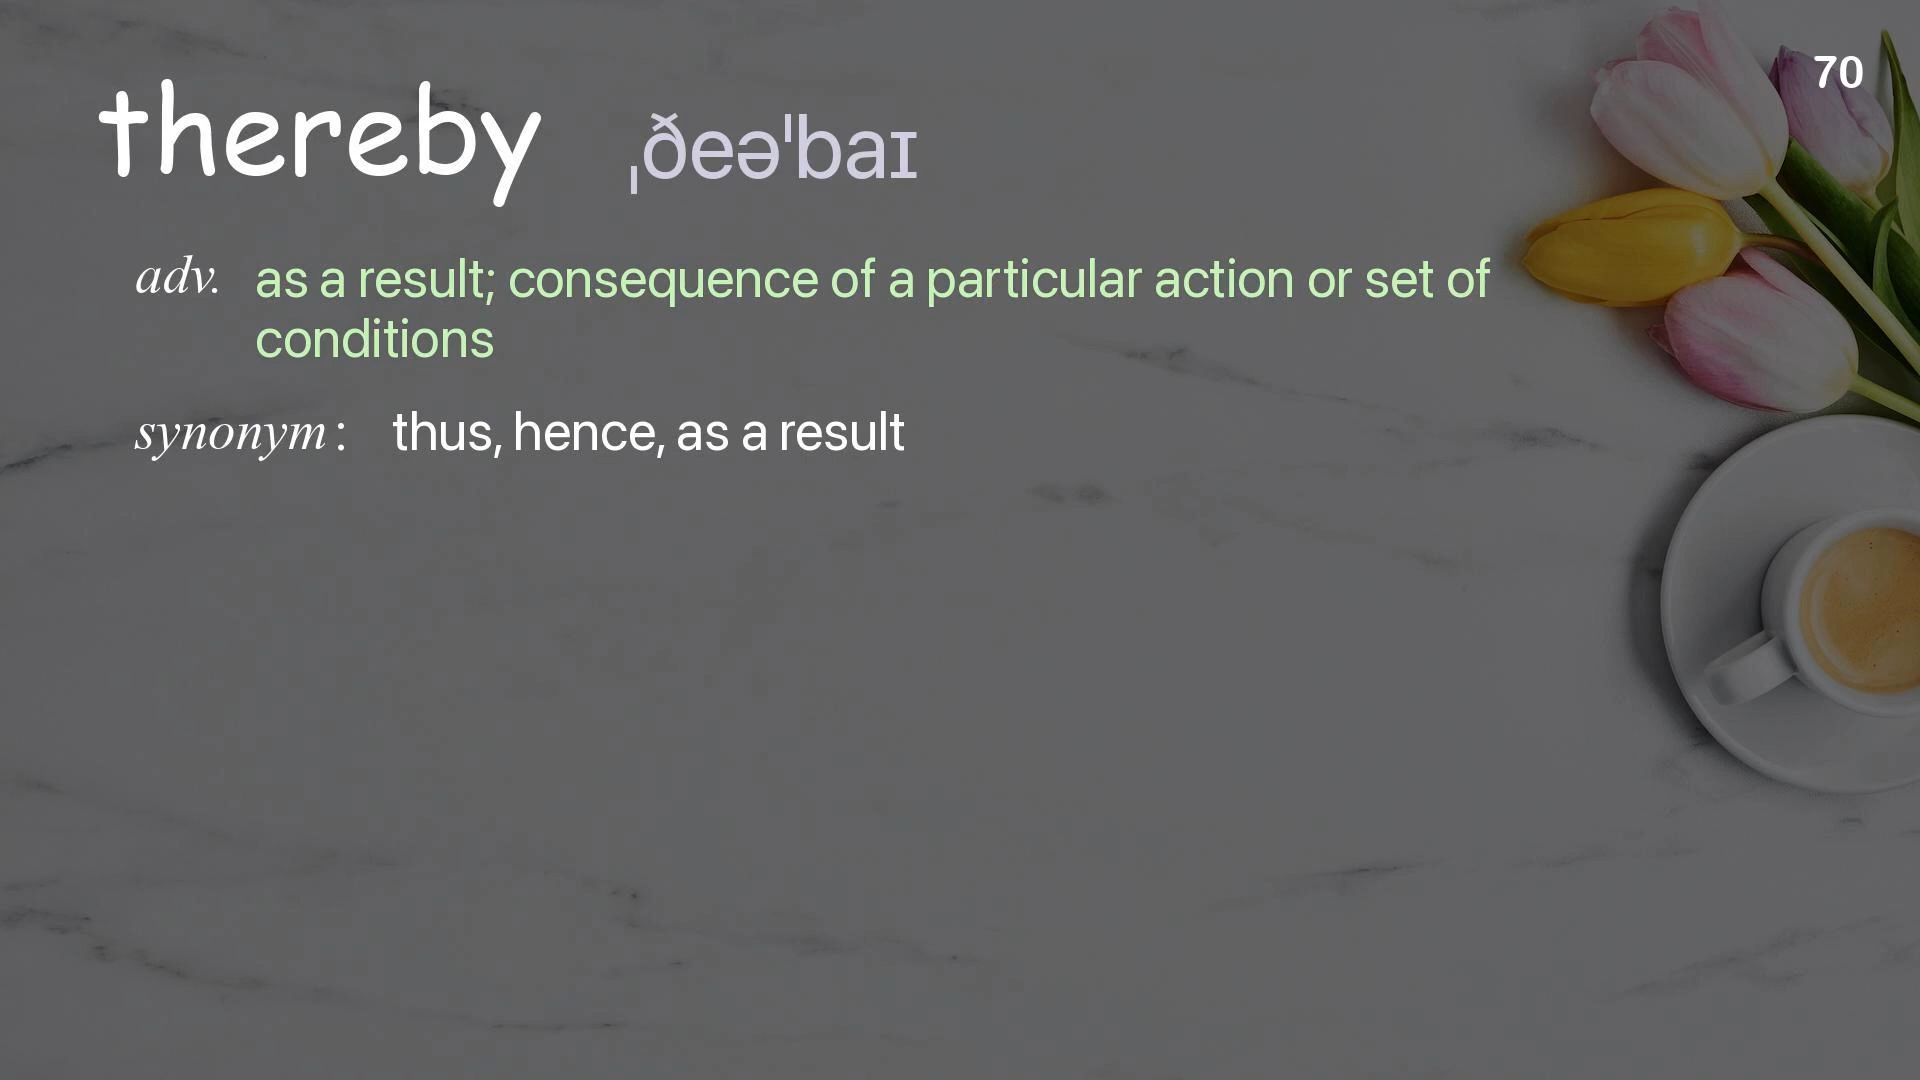 70
thereby ˌðeəˈbaɪ
adv. as a result; consequence of a particular action or set of
conditions
synonym : thus, hence, as a result